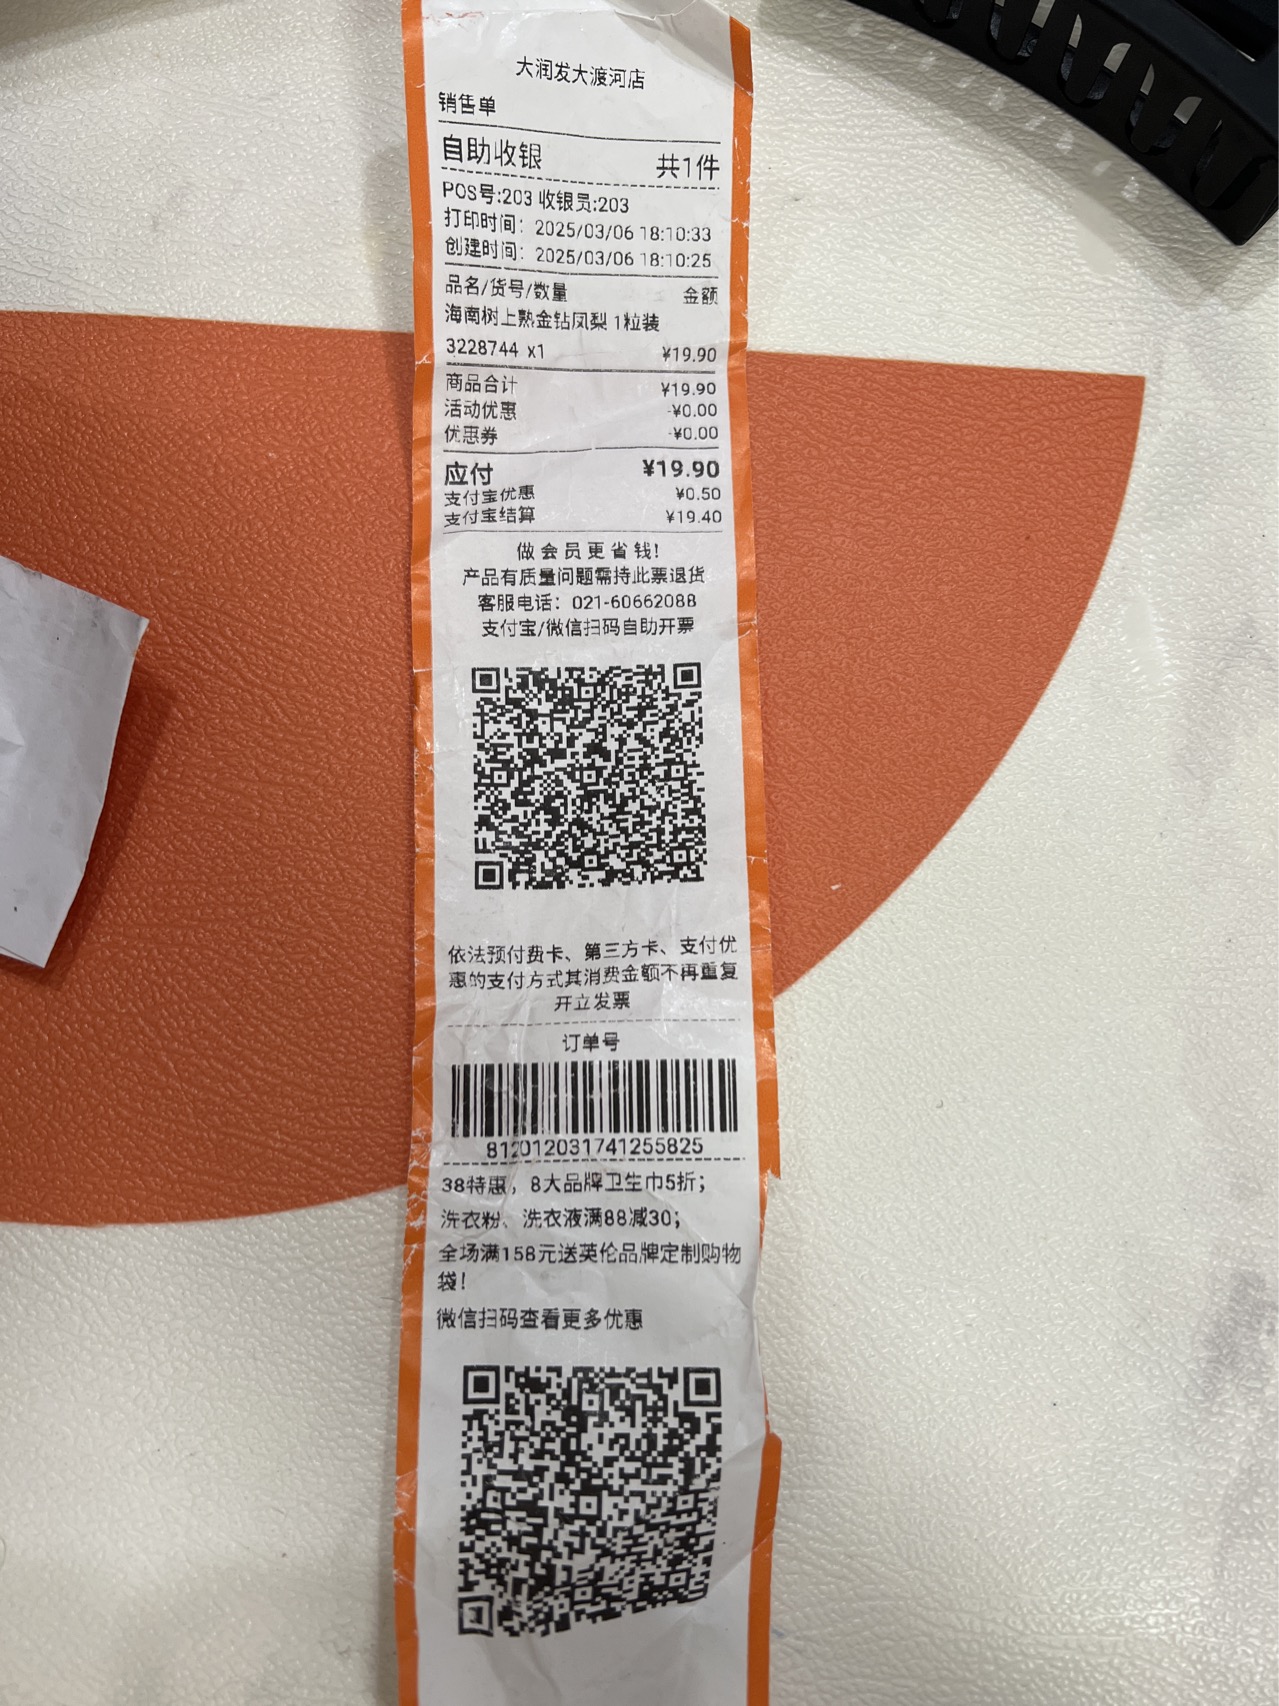 大润发大渡河店
销售单
自助收银 共1件
POS号:203 收银员:203
打印时间：2025/03/06 18:10:33
创建时间：2025/03/06 18:10:25
品名/货号/数量 金额
海南树上熟金钻凤梨 1粒装
3228744 x1 ¥19.90
商品合计 ¥19.90
活动优惠 -¥0.00
优惠券 -¥0.00
应付 ¥19.90
支付宝优惠 ¥0.50
支付宝结算 ¥19.40
做会员更省钱!
产品有质量问题需持此票退货
客服电话：021-60662088
支付宝/微信扫码自助开票
依法预付费卡、第三方卡、支付优
惠的支付方式其消费金额不再重复
开立发票
订单号
812012031741255825
38特惠，8大品牌卫生巾5折；
洗衣粉、洗衣液满88减30；
全场满158元送英伦品牌定制购物
袋！
微信扫码查看更多优惠